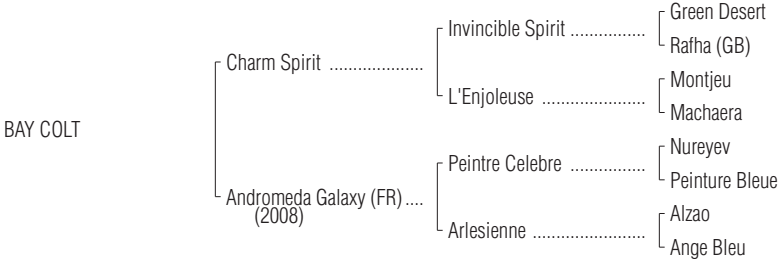 Green Desert
Invincible Spirit ................
Rafha (GB)
Charm Spirit ....................
Montjeu
L'Enjoleuse ......................
Machaera
BAY COLT
Nureyev
Peintre Celebre ................
Peinture Bleue
Andromeda Galaxy (FR) ....
(2008)
Alzao
Arlesienne ........................
Ange Bleu